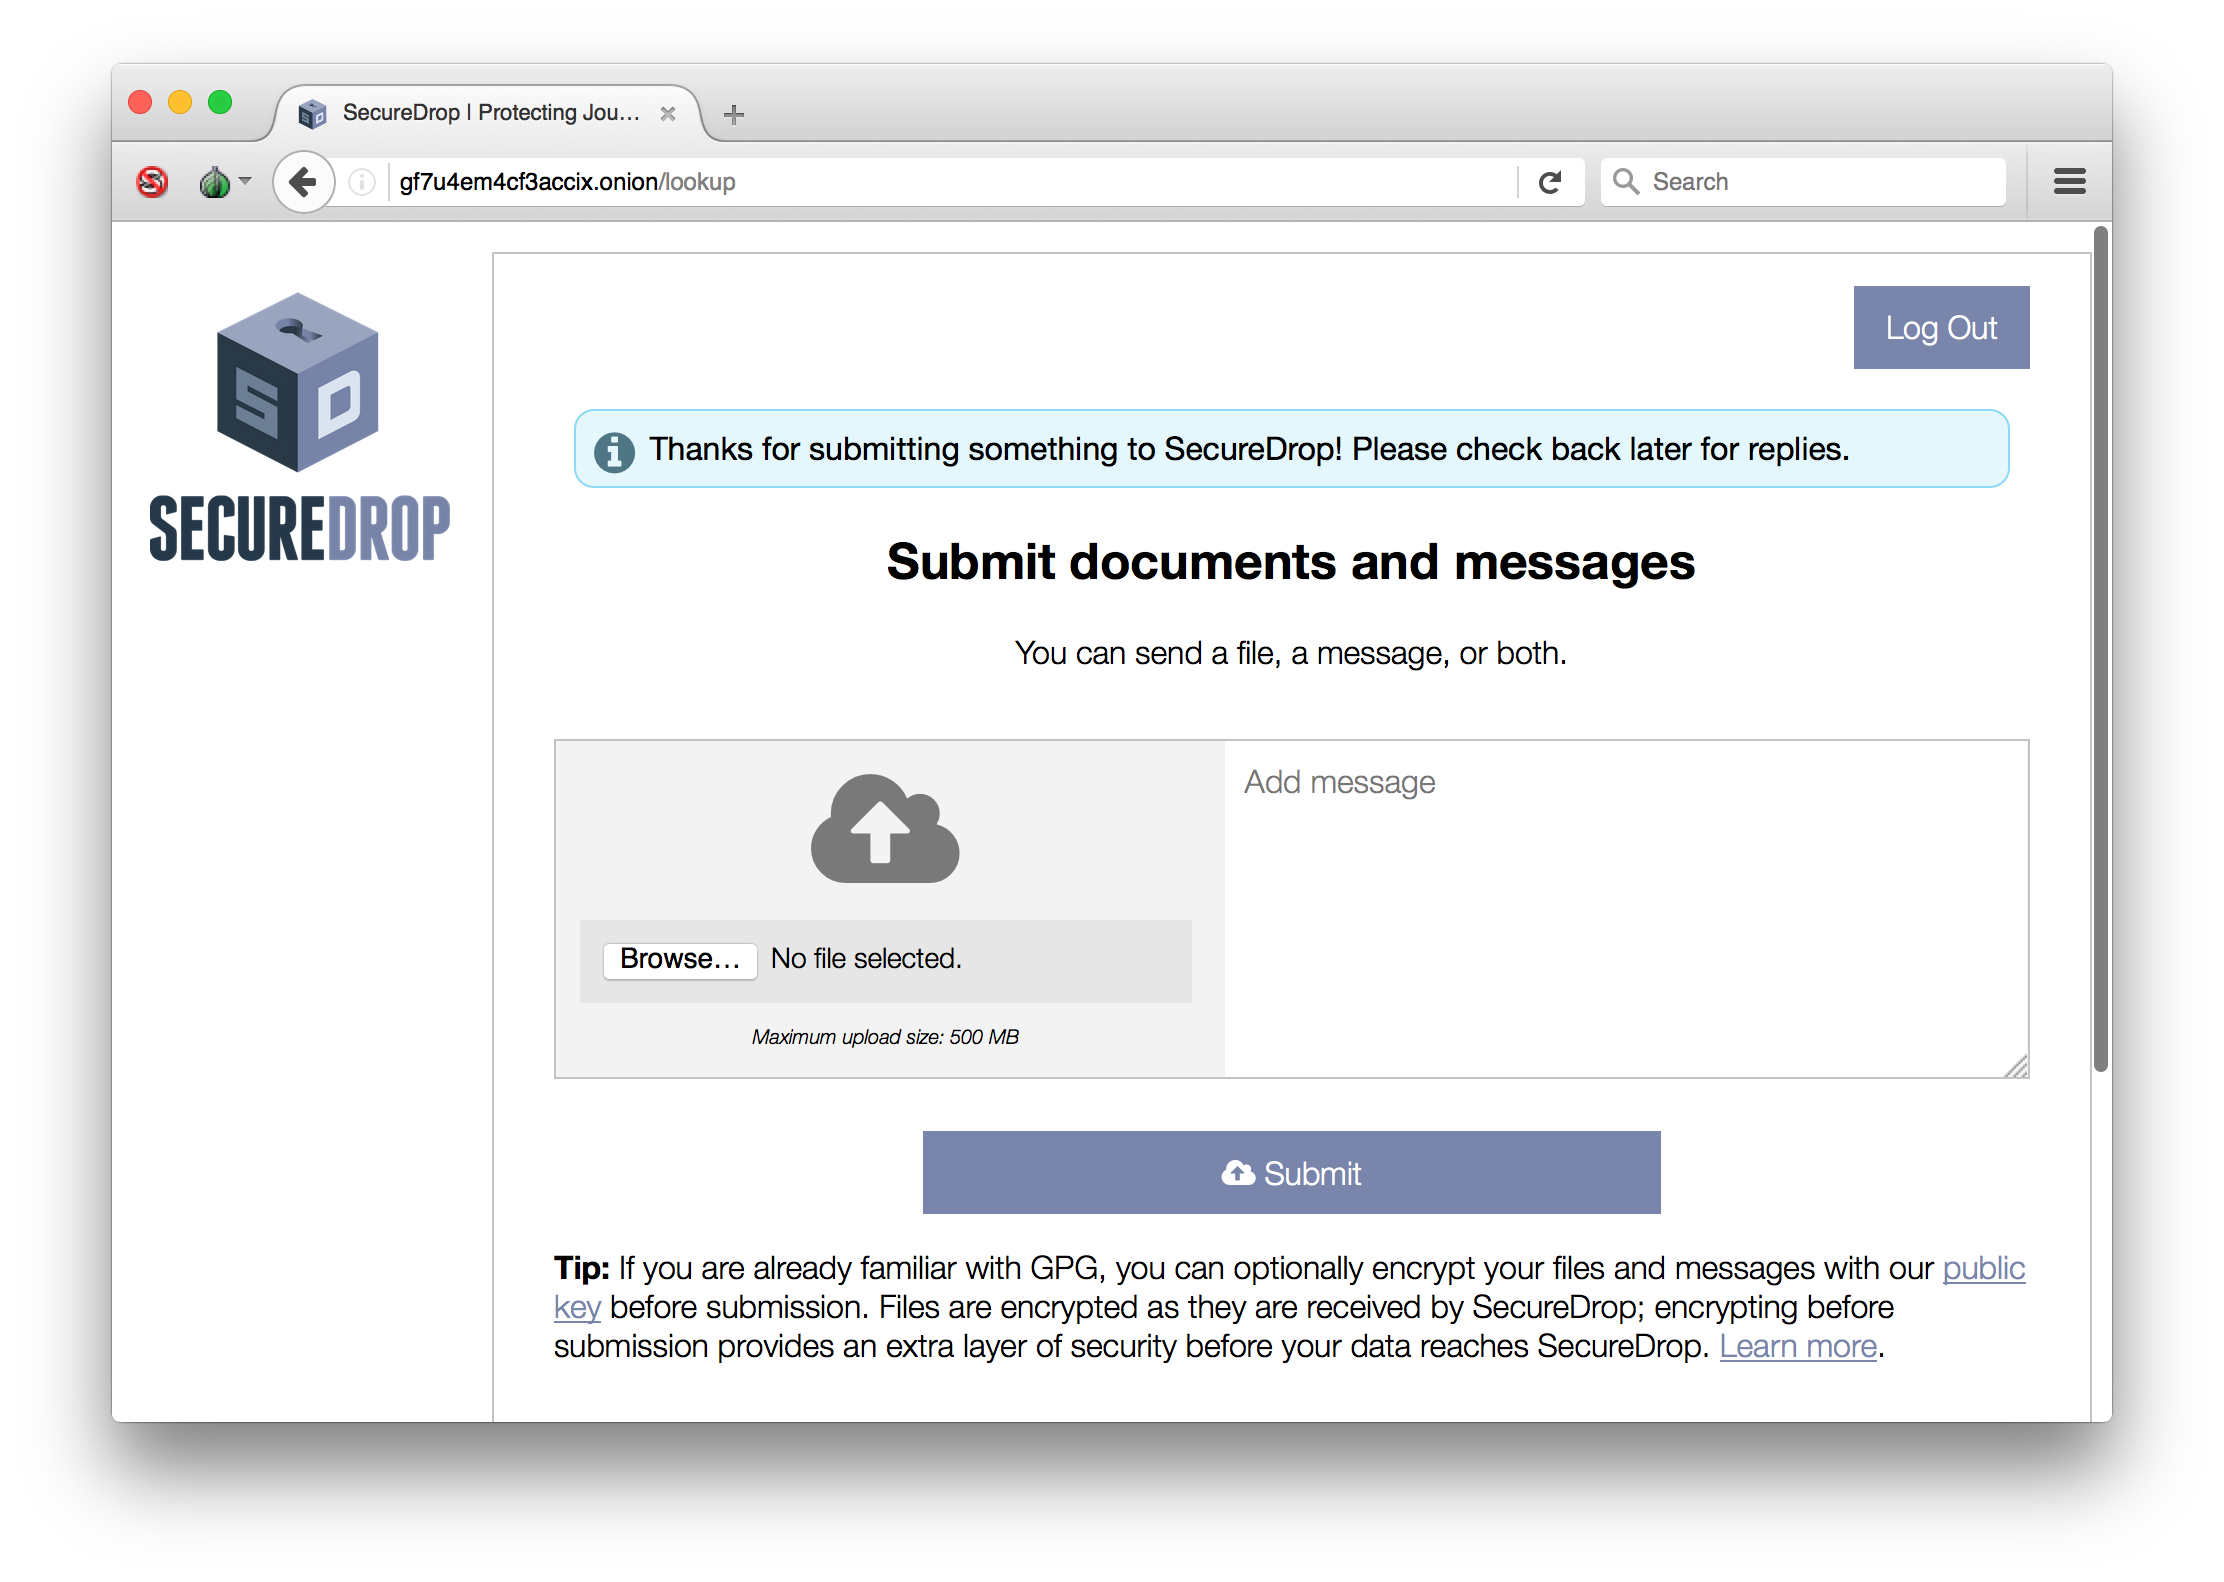 SecureDrop | Protecting Jou...
gf7u4em4cf3accix.onion/lookup
Search
SD
SECUREDROP
Log Out
Thanks for submitting something to SecureDrop! Please check back later for replies.
Submit documents and messages
You can send a file, a message, or both.
Add message
Browse... No file selected.
Maximum upload size: 500 MB
Submit
Tip: If you are already familiar with GPG, you can optionally encrypt your files and messages with our public
key before submission. Files are encrypted as they are received by SecureDrop; encrypting before
submission provides an extra layer of security before your data reaches SecureDrop. Learn more.